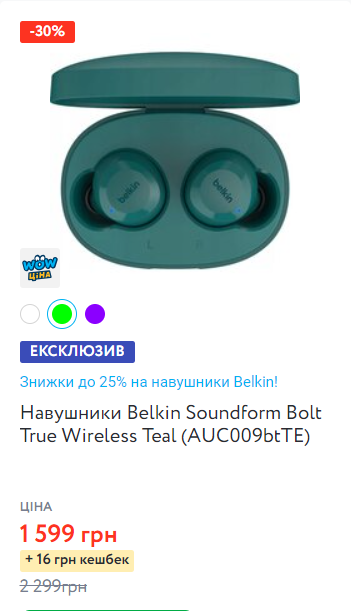 -30%
belkin
belkin
L
R
WOW
ЦІНА
ЕКСКЛЮЗИВ
Знижки до 25% на навушники Belkin!
Навушники Belkin Soundform Bolt
True Wireless Teal (AUC009btTE)
ЦІНА
1 599 грн
+ 16 грн кешбек
2 299грн